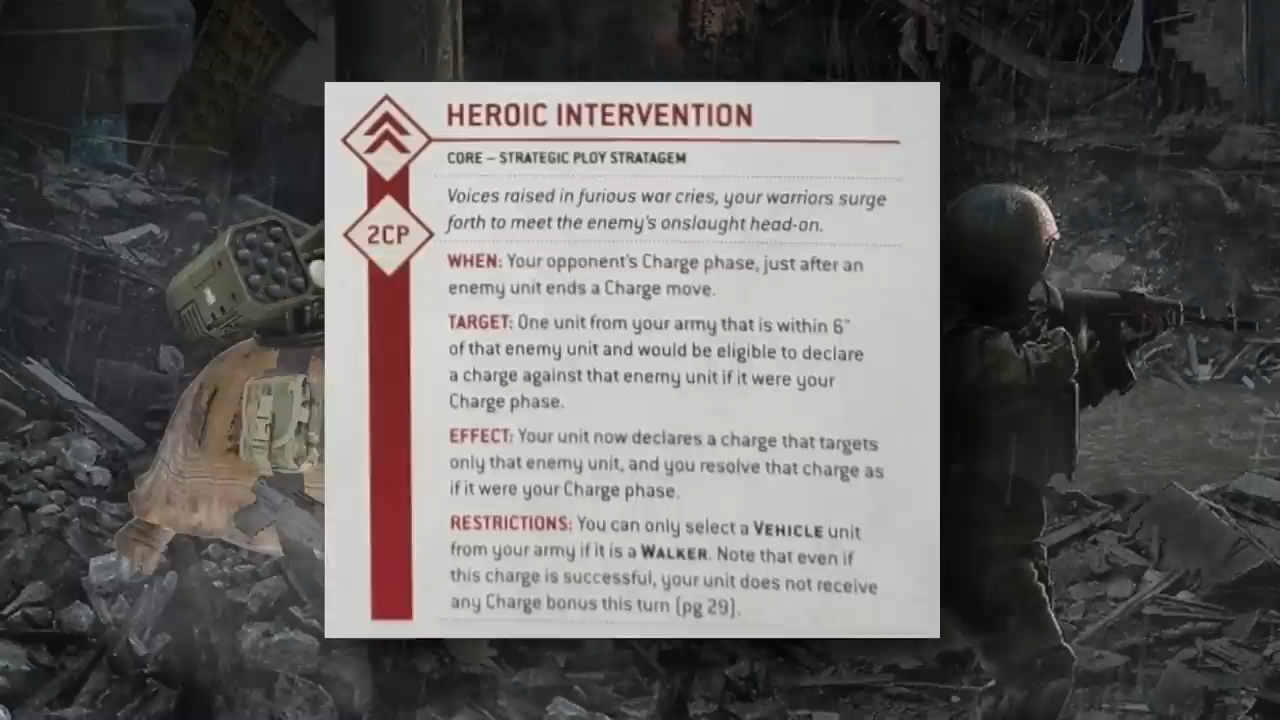 HEROIC INTERVENTION
CORE – STRATEGIC PLOY STRATAGEM
2CP
Voices raised in furious war cries, your warriors surge
forth to meet the enemy's onslaught head-on.
WHEN: Your opponent's Charge phase, just after an
enemy unit ends a Charge move.
TARGET: One unit from your army that is within 6"
of that enemy unit and would be eligible to declare
a charge against that enemy unit if it were your
Charge phase.
EFFECT: Your unit now declares a charge that targets
only that enemy unit, and you resolve that charge as
if it were your Charge phase.
RESTRICTIONS: You can only select a VEHICLE unit
from your army if it is a WALKER. Note that even if
this charge is successful, your unit does not receive
any Charge bonus this turn (pg 29).